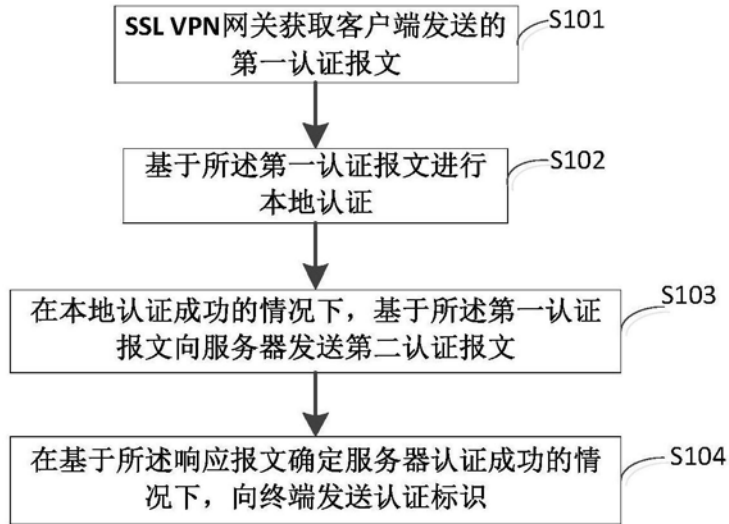 SSL VPN网关获取客户端发送的
第一认证报文
S101
基于所述第一认证报文进行
本地认证
S102
在本地认证成功的情况下，基于所述第一认证
报文向服务器发送第二认证报文
S103
在基于所述响应报文确定服务器认证成功的情
况下，向终端发送认证标识
S104